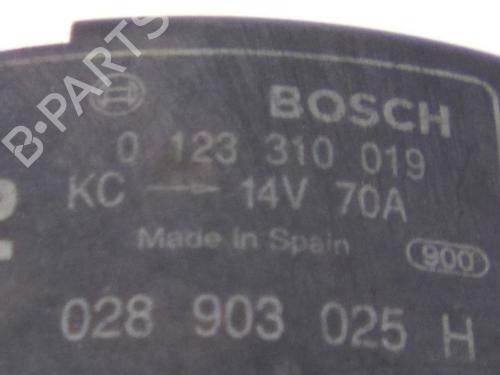 B-PARTS
BOSCH
0 123 310 019
KC → 14V 70A
Made In Spain
900
028 903 025 H